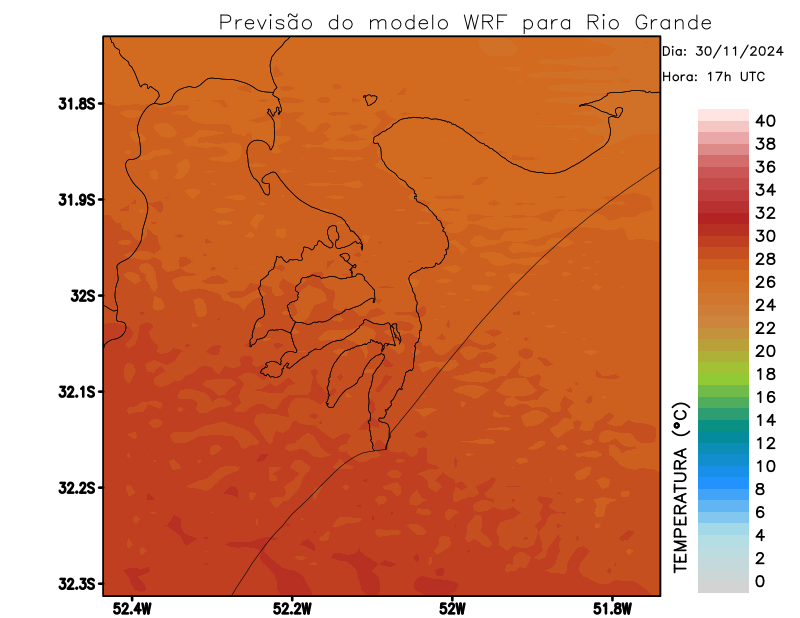 Previsão do modelo WRF para Rio Grande
Dia: 30/11/2024
Hora: 17h UTC
31.8S
31.9S
32S
32.1S
32.2S
32.3S
52.4W
52.2W
52W
51.8W
TEMPERATURA (°C)
40
38
36
34
32
30
28
26
24
22
20
18
16
14
12
10
8
6
4
2
0